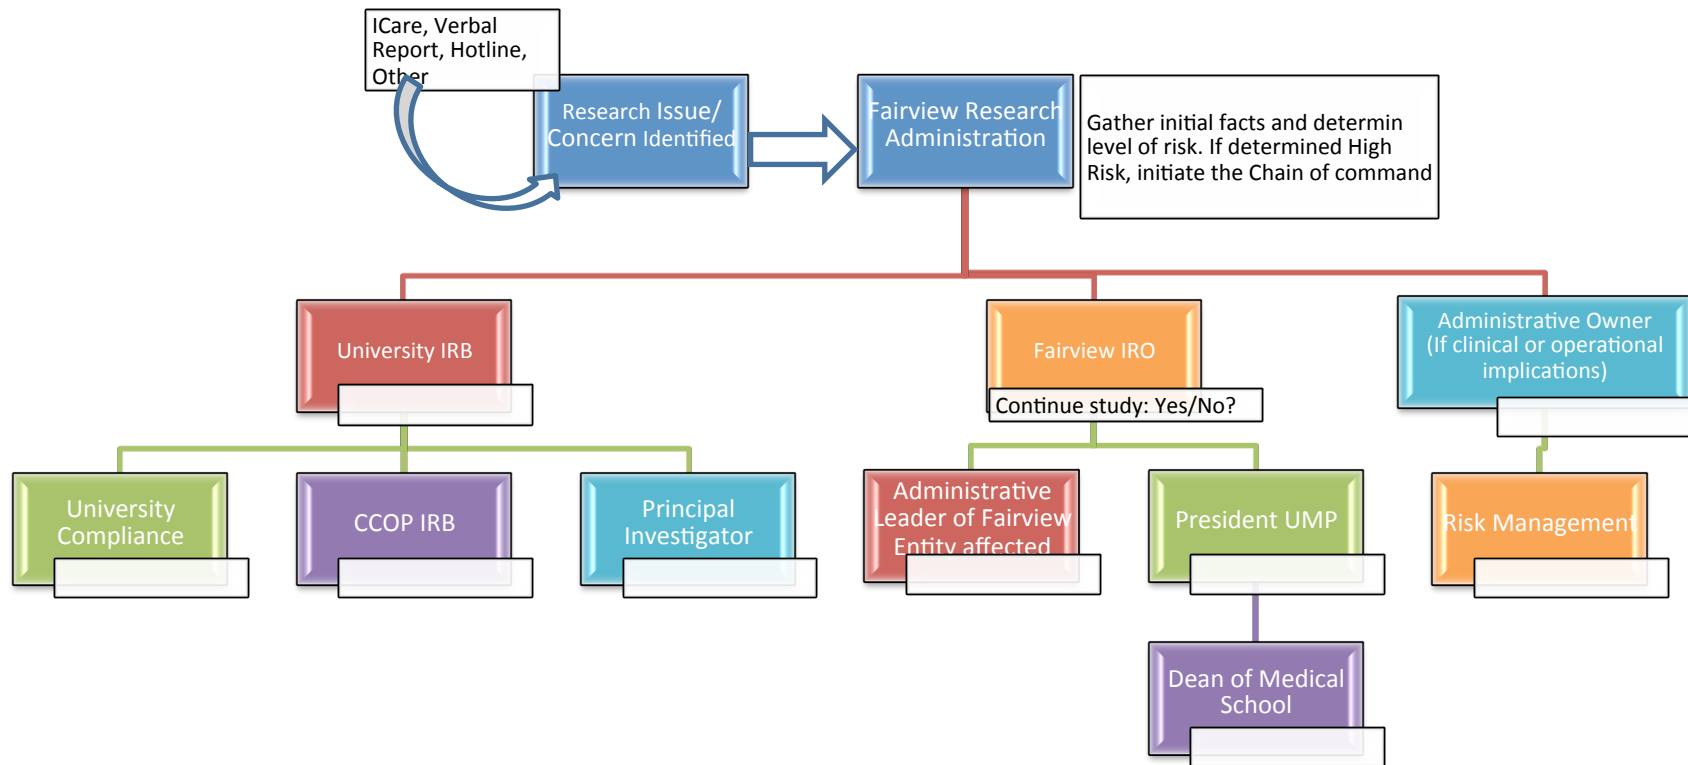 ICare, Verbal
Report, Hotline,
Other
Research Issue/
Concern Identified
Fairview Research
Administration
Gather initial facts and determin
level of risk. If determined High
Risk, initiate the Chain of command
University IRB
Fairview IRO
Continue study: Yes/No?
Administrative Owner
(If clinical or operational
implications)
University
Compliance
CCOP IRB
Principal
Investigator
Administrative
Leader of Fairview
Entity affected
President UMP
Risk Management
Dean of Medical
School